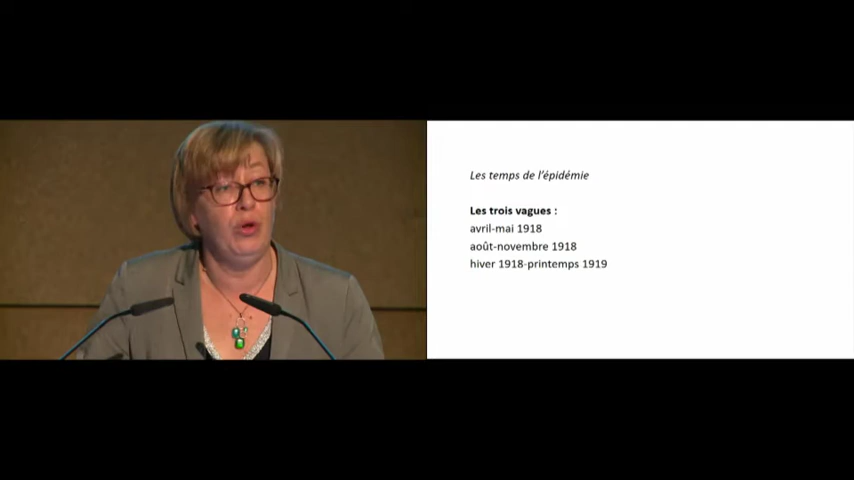 Les temps de l’épidémie
Les trois vagues :
avril-mai 1918
août-novembre 1918
hiver 1918-printemps 1919